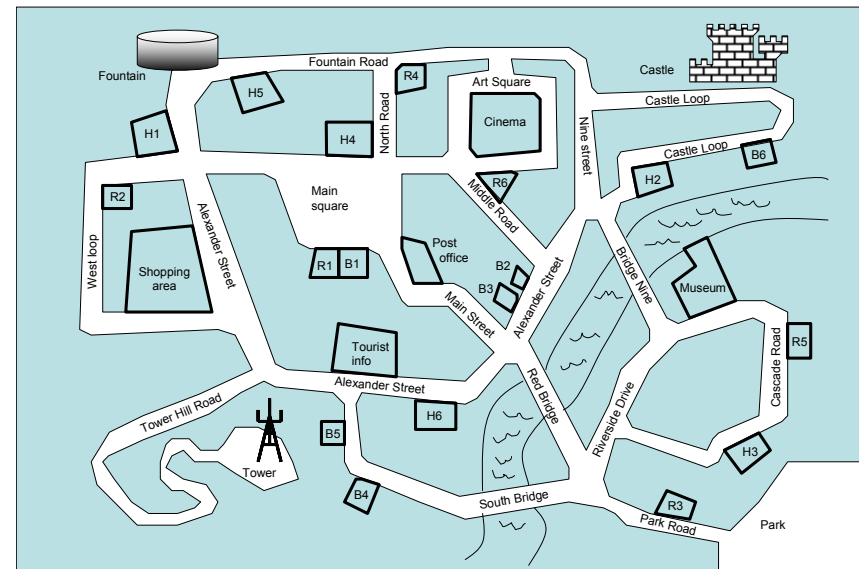 Fountain
Fountain Road
R4
Castle
H5
Art Square
Castle Loop
Cinema
H1
H4
North Road
Nine street
Castle Loop
B6
R2
Main
square
R6
Middle Road
H2
West loop
Shopping
area
Alexander Street
R1
B1
Post
office
B2
B3
Alexander Street
Bridge Nine
Museum
Main Street
Tourist
info
Alexander Street
Red Bridge
Riverside Drive
Cascade Road
R5
Tower Hill Road
H6
B5
Tower
H3
B4
South Bridge
R3
Park Road
Park